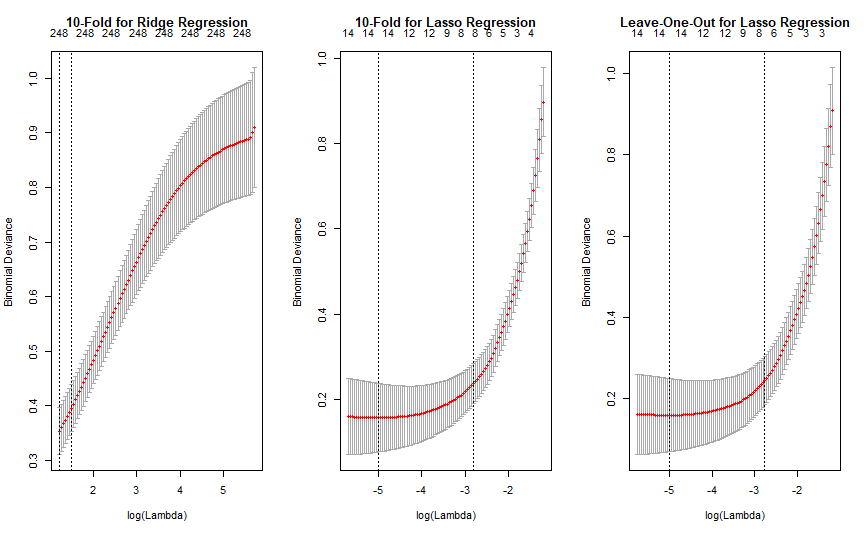 10-Fold for Ridge Regression
248 248 248 248 248 248 248 248
Binomial Deviance
1.0
0.9
0.8
0.7
0.6
0.5
0.4
0.3
2 3 4 5
log(Lambda)
10-Fold for Lasso Regression
14 14 14 14 12 12 9 8 8 6 5 4
Binomial Deviance
1.0
0.8
0.6
0.4
0.2
-5 -4 -3 -2
log(Lambda)
Leave-One-Out for Lasso Regression
14 14 14 12 12 9 8 6 5 3 3
Binomial Deviance
1.0
0.8
0.6
0.4
0.2
-5 -4 -3 -2
log(Lambda)